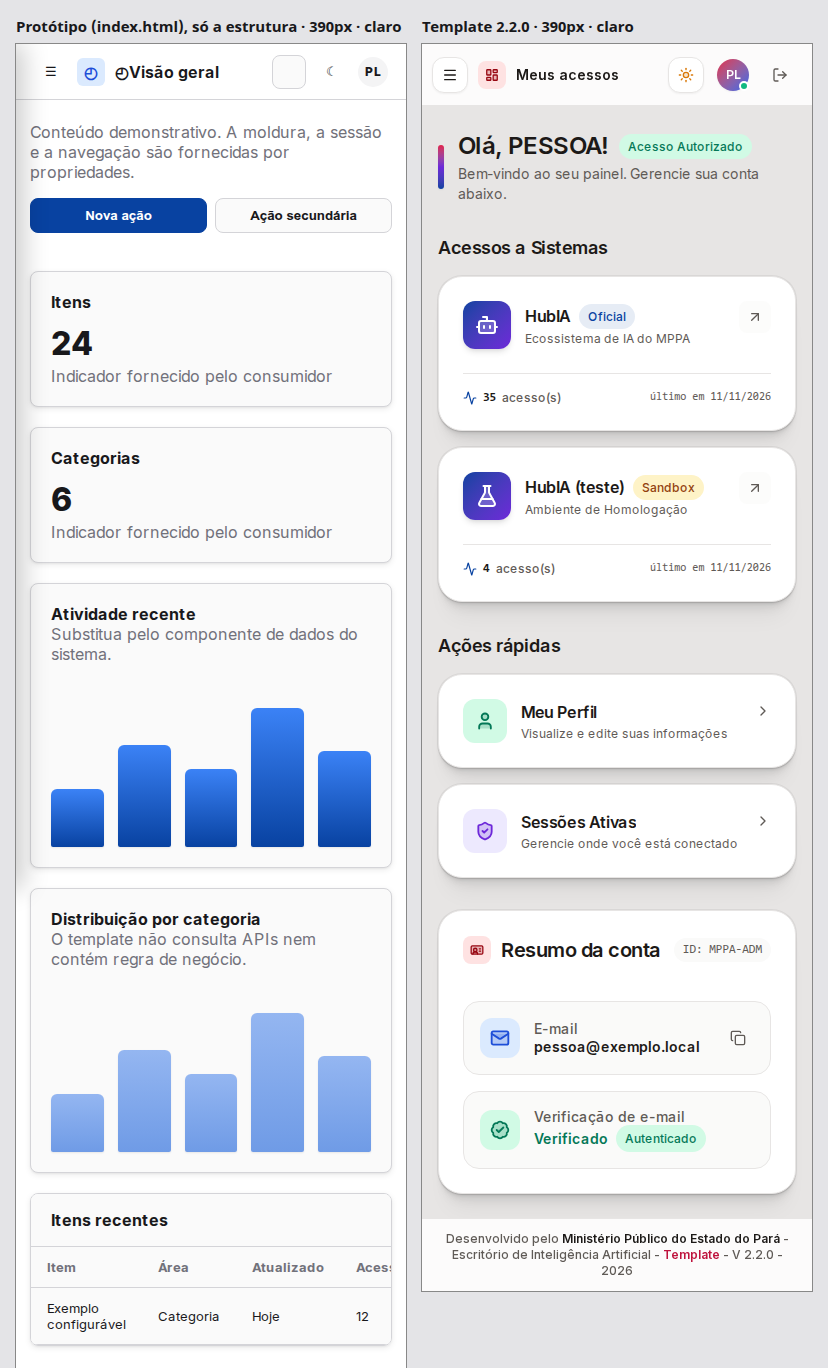 Protótipo (index.html), só a estrutura · 390px · claro
◴Visão geral
PL
Conteúdo demonstrativo. A moldura, a sessão
e a navegação são fornecidas por
propriedades.
Nova ação
Ação secundária
Itens
24
Indicador fornecido pelo consumidor
Categorias
6
Indicador fornecido pelo consumidor
Atividade recente
Substitua pelo componente de dados do
sistema.
Distribuição por categoria
O template não consulta APIs nem
contém regra de negócio.
Itens recentes
Item Área Atualizado Acess
Exemplo
configurável
Categoria Hoje 12
Template 2.2.0 · 390px · claro
Meus acessos
PL
Olá, PESSOA!
Acesso Autorizado
Bem-vindo ao seu painel. Gerencie sua conta
abaixo.
Acessos a Sistemas
HubIA Oficial
Ecossistema de IA do MPPA
35 acesso(s)
último em 11/11/2026
HubIA (teste) Sandbox
Ambiente de Homologação
4 acesso(s)
último em 11/11/2026
Ações rápidas
Meu Perfil
Visualize e edite suas informações
Sessões Ativas
Gerencie onde você está conectado
Resumo da conta
ID: MPPA-ADM
E-mail
pessoa@exemplo.local
Verificação de e-mail
Verificado Autenticado
Desenvolvido pelo Ministério Público do Estado do Pará -
Escritório de Inteligência Artificial - Template - V 2.2.0 -
2026